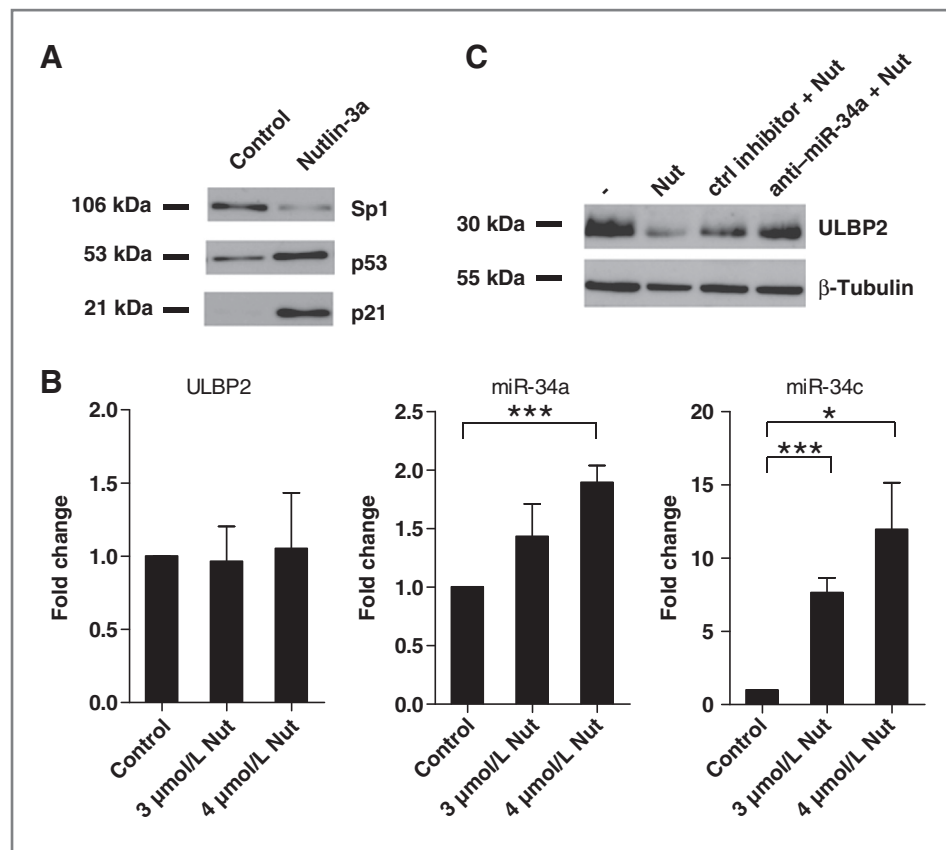 A
Control
Nutlin-3a
106 kDa
Sp1
53 kDa
p53
21 kDa
p21
C
-
Nut
ctrl inhibitor + Nut
anti–miR-34a + Nut
30 kDa
ULBP2
55 kDa
β-Tubulin
B
ULBP2
Fold change
2.0
1.5
1.0
0.5
0.0
Control
3 µmol/L Nut
4 µmol/L Nut
miR-34a
***
Fold change
2.5
2.0
1.5
1.0
0.5
0.0
Control
3 µmol/L Nut
4 µmol/L Nut
miR-34c
*
***
Fold change
20
15
10
5
0
Control
3 µmol/L Nut
4 µmol/L Nut